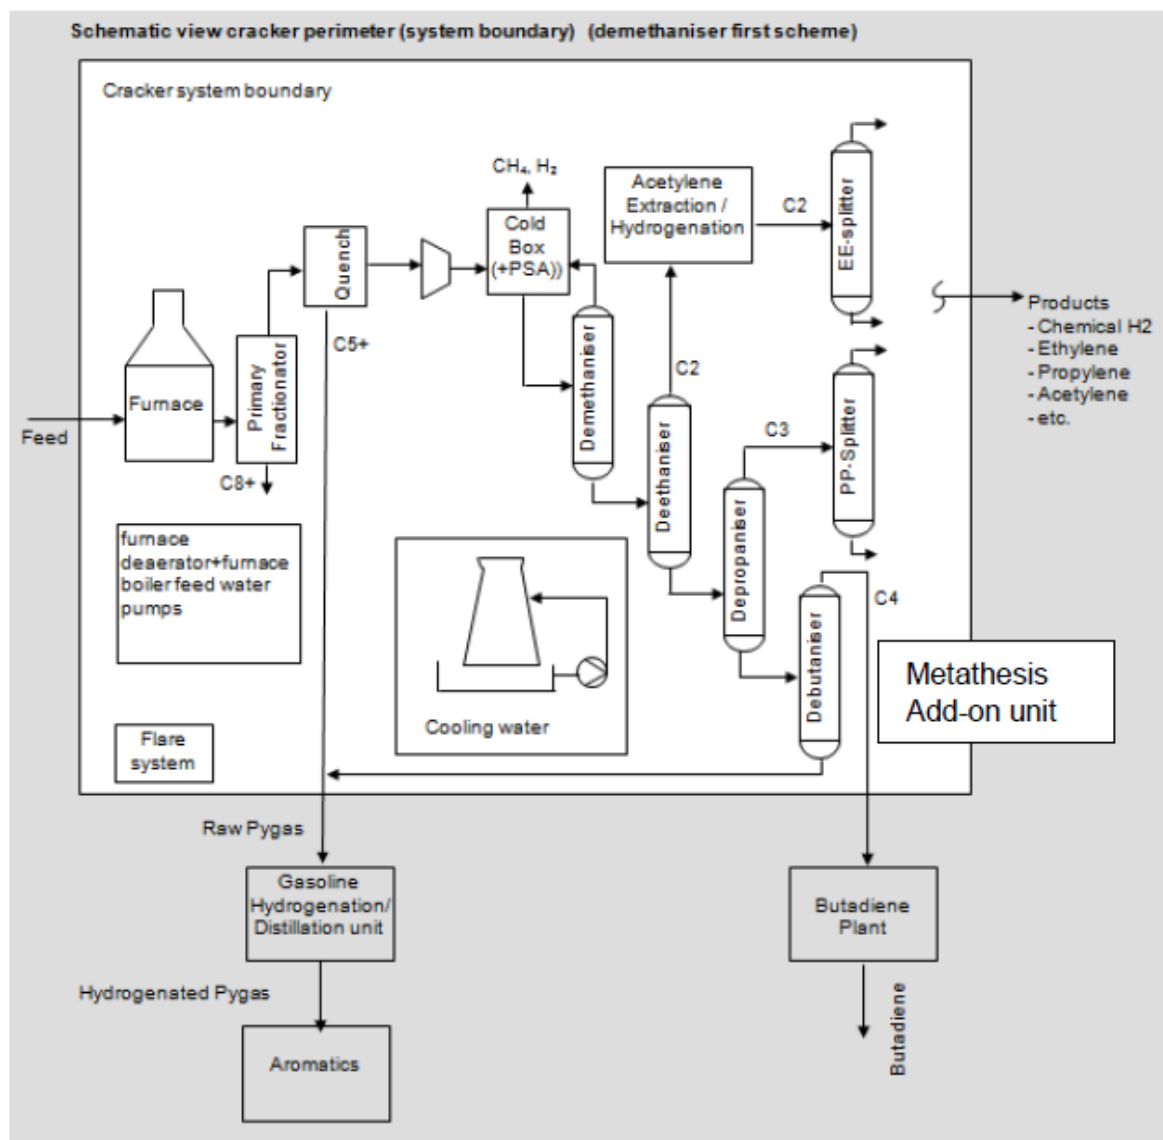 Schematic view cracker perimeter (system boundary) (demethaniser first scheme)
Cracker system boundary
CH₄, H₂
Acetylene
Extraction /
Hydrogenation
C2
EE-splitter
Cold
Box
(+PSA))
Quench
C5+
Furnace
Primary
Fractionator
Feed
C8+
Demethaniser
C2
Deethaniser
C3
PP-Splitter
Depropaniser
C4
Debutaniser
Products
- Chemical H2
- Ethylene
- Propylene
- Acetylene
- etc.
furnace
deaerator+furnace
boiler feed water
pumps
Cooling water
Metathesis
Add-on unit
Flare
system
Raw Pygas
Gasoline
Hydrogenation/
Distillation unit
Butadiene
Plant
Hydrogenated Pygas
Aromatics
Butadiene